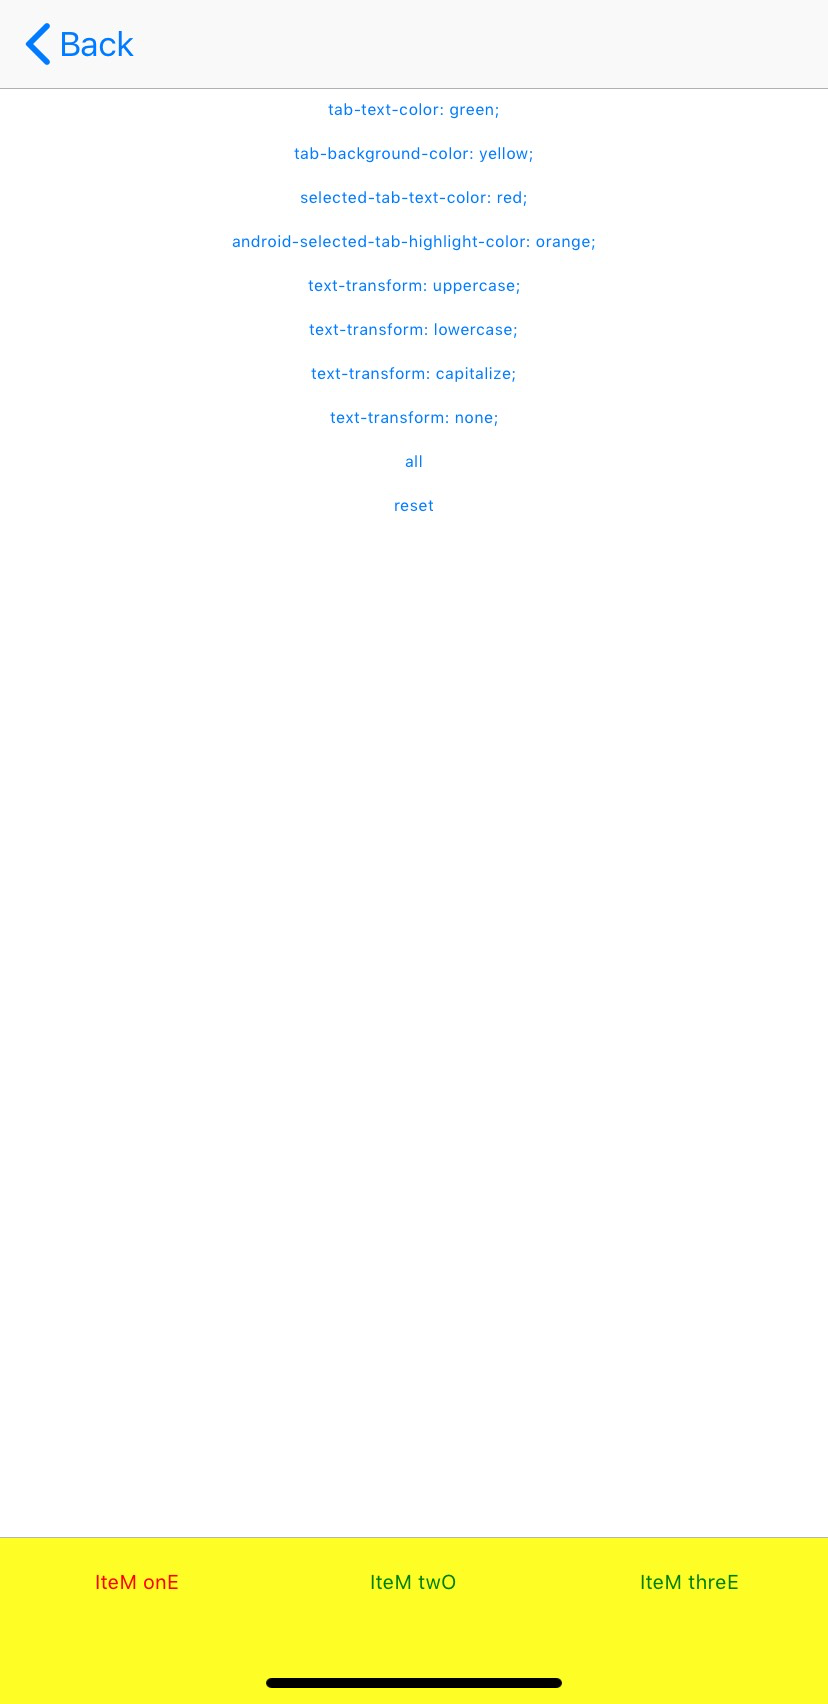 Back
tab-text-color: green;
tab-background-color: yellow;
selected-tab-text-color: red;
android-selected-tab-highlight-color: orange;
text-transform: uppercase;
text-transform: lowercase;
text-transform: capitalize;
text-transform: none;
all
reset
IteM onE IteM twO IteM threE